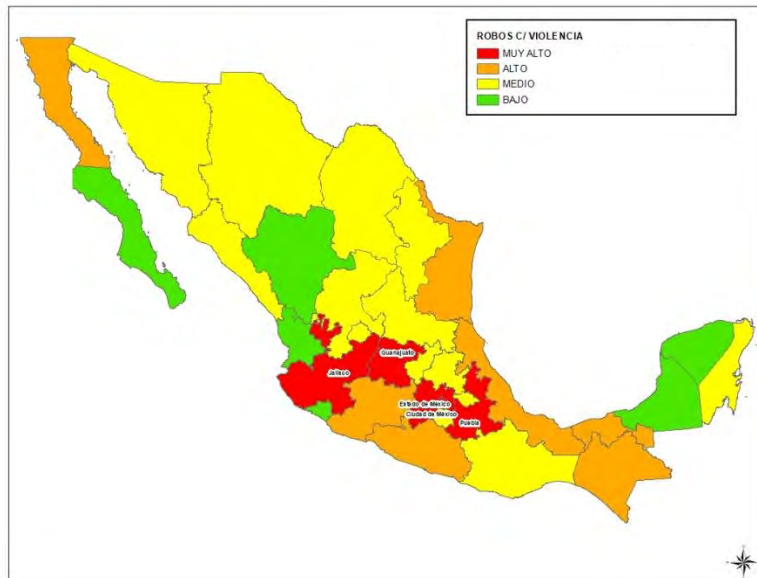 ROBOS C/ VIOLENCIA
MUY ALTO
ALTO
MEDIO
BAJO
Guanajuato
Jalisco
Estado de México
Ciudad de México
Puebla